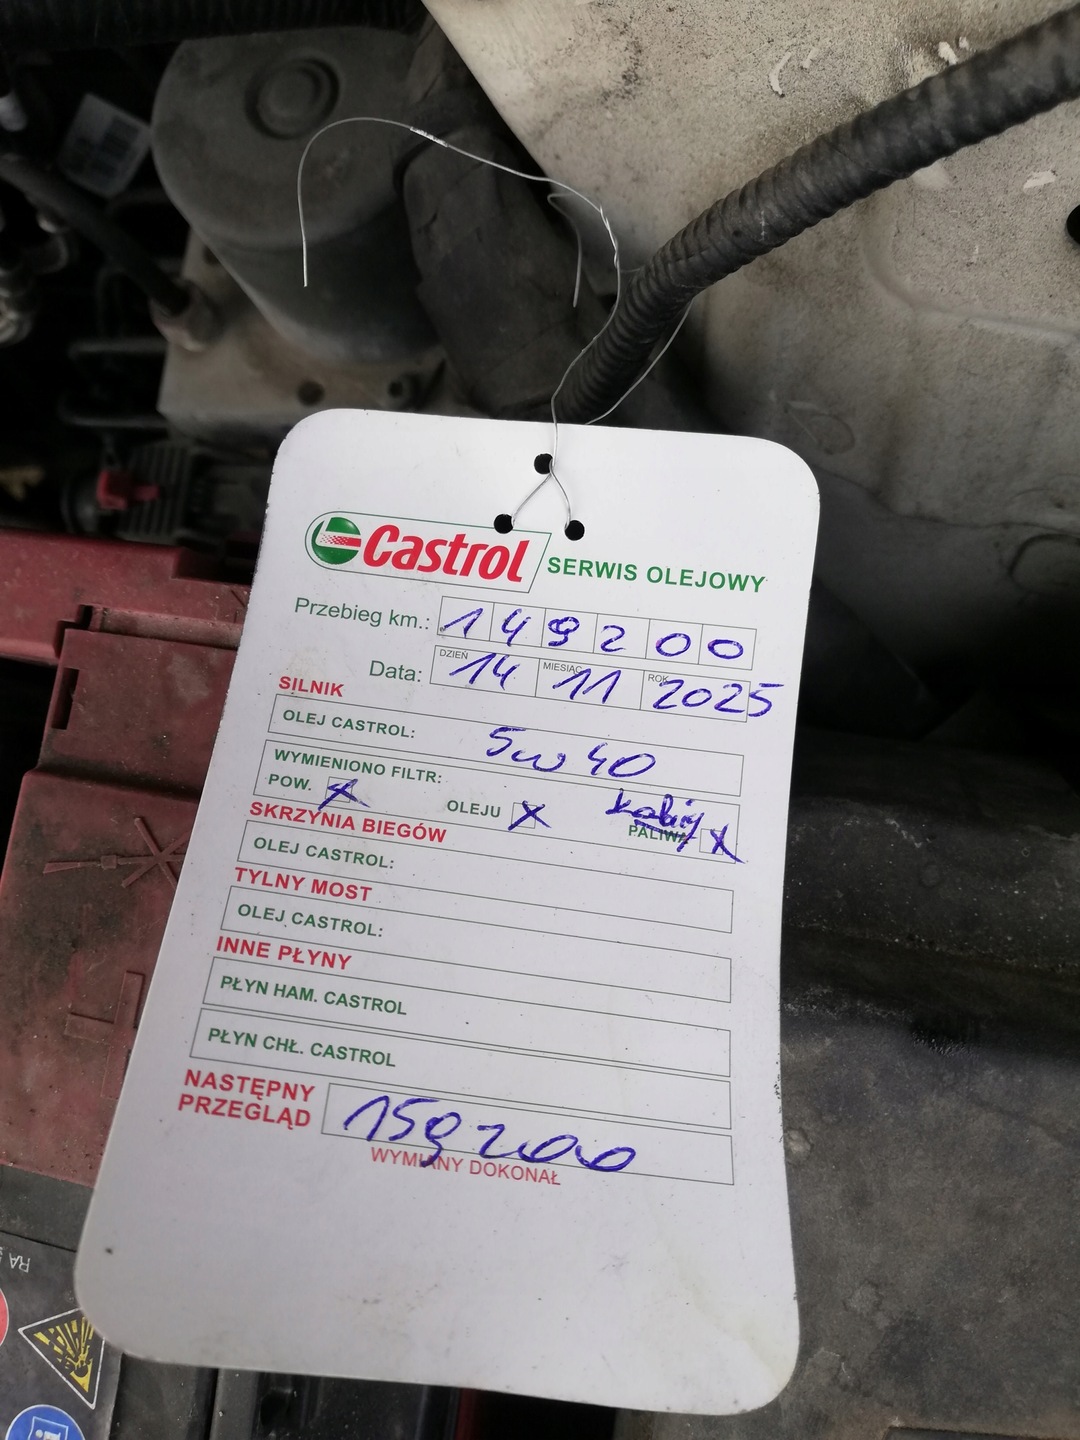 Castrol SERWIS OLEJOWY
Przebieg km.: 149200
DZIEŃ MIESIĄC ROK
Data: 14 11 2025
SILNIK
OLEJ CASTROL: 5w40
WYMIENIONO FILTR:
POW. X OLEJU X kabiny PALIWA X
SKRZYNIA BIEGÓW
OLEJ CASTROL:
TYLNY MOST
OLEJ CASTROL:
INNE PŁYNY
PŁYN HAM. CASTROL
PŁYN CHŁ. CASTROL
NASTĘPNY
PRZEGLĄD 159200
WYMIANY DOKONAŁ